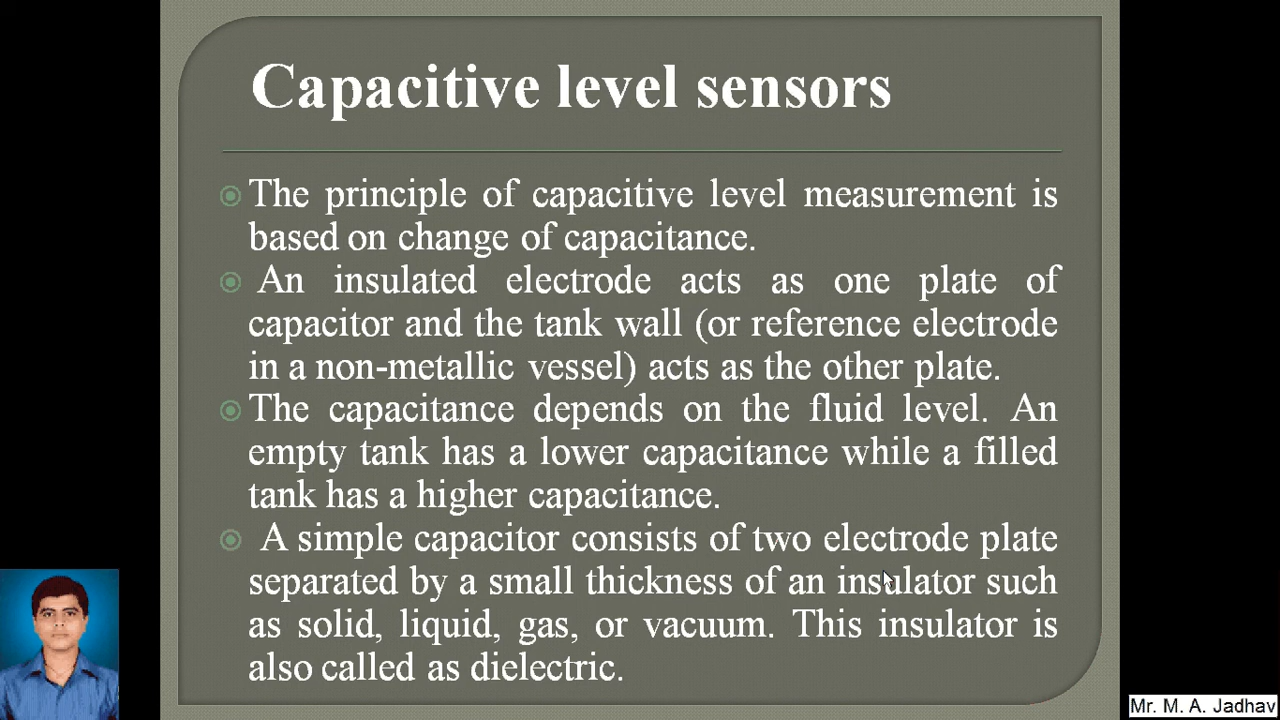 Capacitive level sensors
The principle of capacitive level measurement is
based on change of capacitance.
An insulated electrode acts as one plate of
capacitor and the tank wall (or reference electrode
in a non-metallic vessel) acts as the other plate.
The capacitance depends on the fluid level. An
empty tank has a lower capacitance while a filled
tank has a higher capacitance.
A simple capacitor consists of two electrode plate
separated by a small thickness of an insulator such
as solid, liquid, gas, or vacuum. This insulator is
also called as dielectric.
Mr. M. A. Jadhav